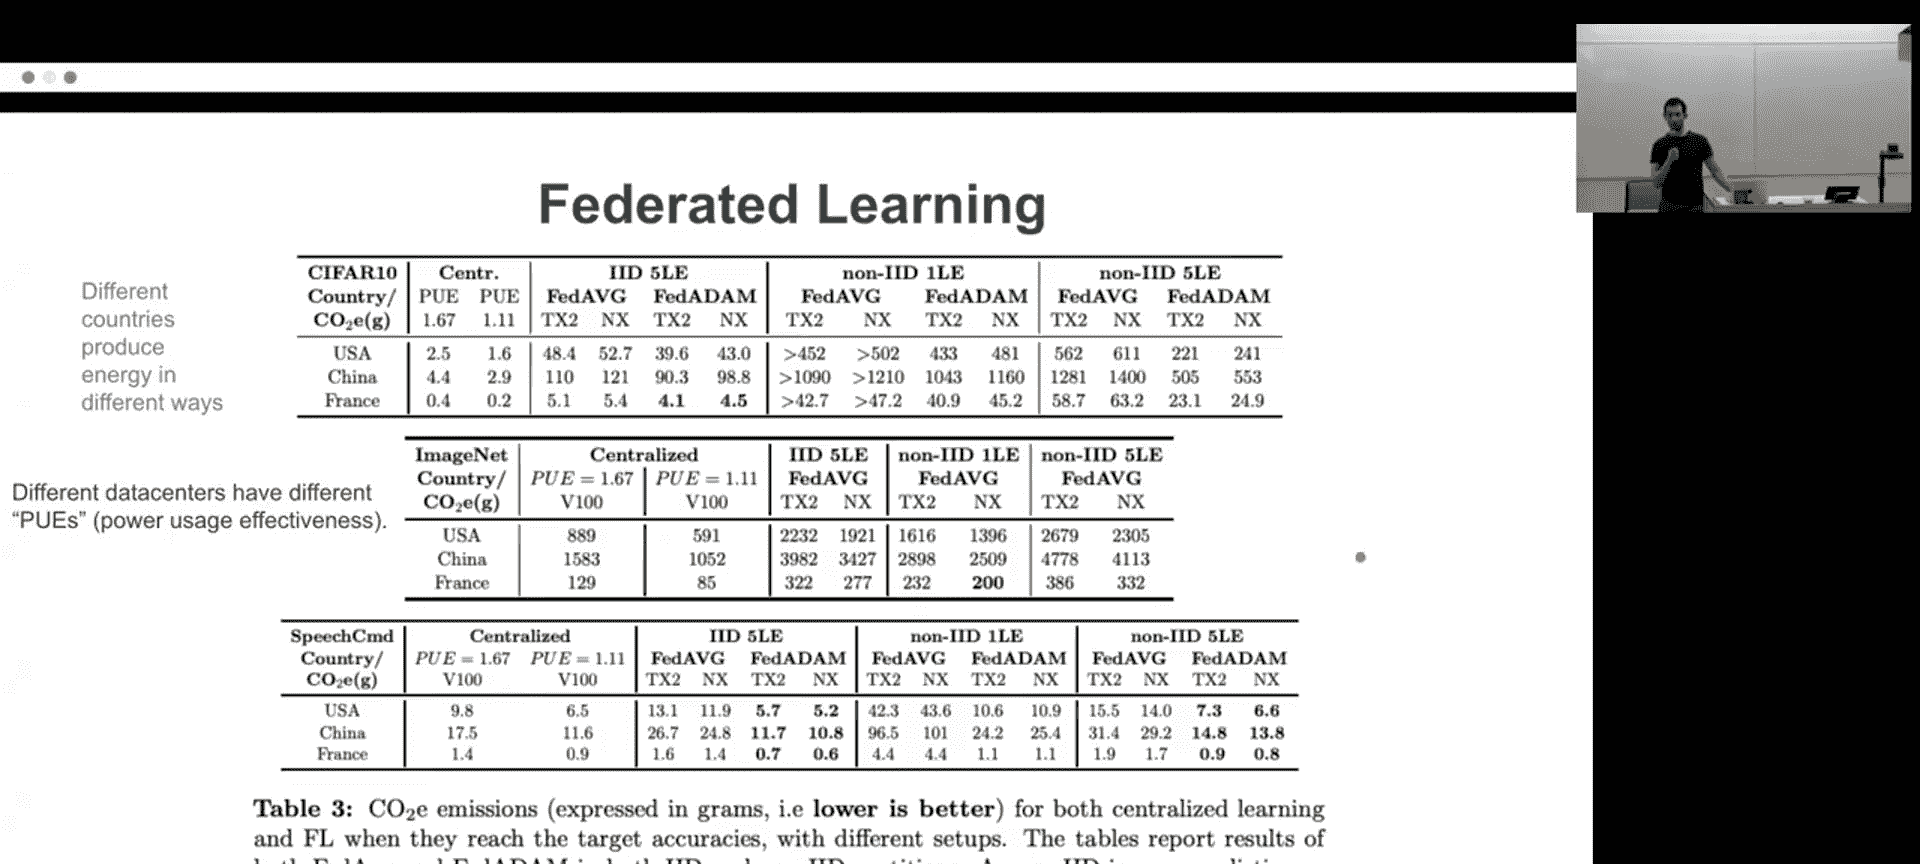 Federated Learning
Different
countries
produce
energy in
different ways
CIFAR10 Centr. IID 5LE non-IID 1LE non-IID 5LE
Country/ PUE PUE FedAVG FedADAM FedAVG FedADAM FedAVG FedADAM
CO₂e(g) 1.67 1.11 TX2 NX TX2 NX TX2 NX TX2 NX TX2 NX TX2 NX
USA 2.5 1.6 48.4 52.7 39.6 43.0 >452 >502 433 481 562 611 221 241
China 4.4 2.9 110 121 90.3 98.8 >1090 >1210 1043 1160 1281 1400 505 553
France 0.4 0.2 5.1 5.4 4.1 4.5 >42.7 >47.2 40.9 45.2 58.7 63.2 23.1 24.9
Different datacenters have different
“PUEs” (power usage effectiveness).
ImageNet Centralized IID 5LE non-IID 1LE non-IID 5LE
Country/ PUE = 1.67 PUE = 1.11 FedAVG FedAVG FedAVG
CO₂e(g) V100 V100 TX2 NX TX2 NX TX2 NX
USA 889 591 2232 1921 1616 1396 2679 2305
China 1583 1052 3982 3427 2898 2509 4778 4113
France 129 85 322 277 232 200 386 332
SpeechCmd Centralized IID 5LE non-IID 1LE non-IID 5LE
Country/ PUE = 1.67 PUE = 1.11 FedAVG FedADAM FedAVG FedADAM FedAVG FedADAM
CO₂e(g) V100 V100 TX2 NX TX2 NX TX2 NX TX2 NX TX2 NX TX2 NX
USA 9.8 6.5 13.1 11.9 5.7 5.2 42.3 43.6 10.6 10.9 15.5 14.0 7.3 6.6
China 17.5 11.6 26.7 24.8 11.7 10.8 96.5 101 24.2 25.4 31.4 29.2 14.8 13.8
France 1.4 0.9 1.6 1.4 0.7 0.6 4.4 4.4 1.1 1.1 1.9 1.7 0.9 0.8
Table 3: CO₂e emissions (expressed in grams, i.e lower is better) for both centralized learning
and FL when they reach the target accuracies, with different setups. The tables report results of